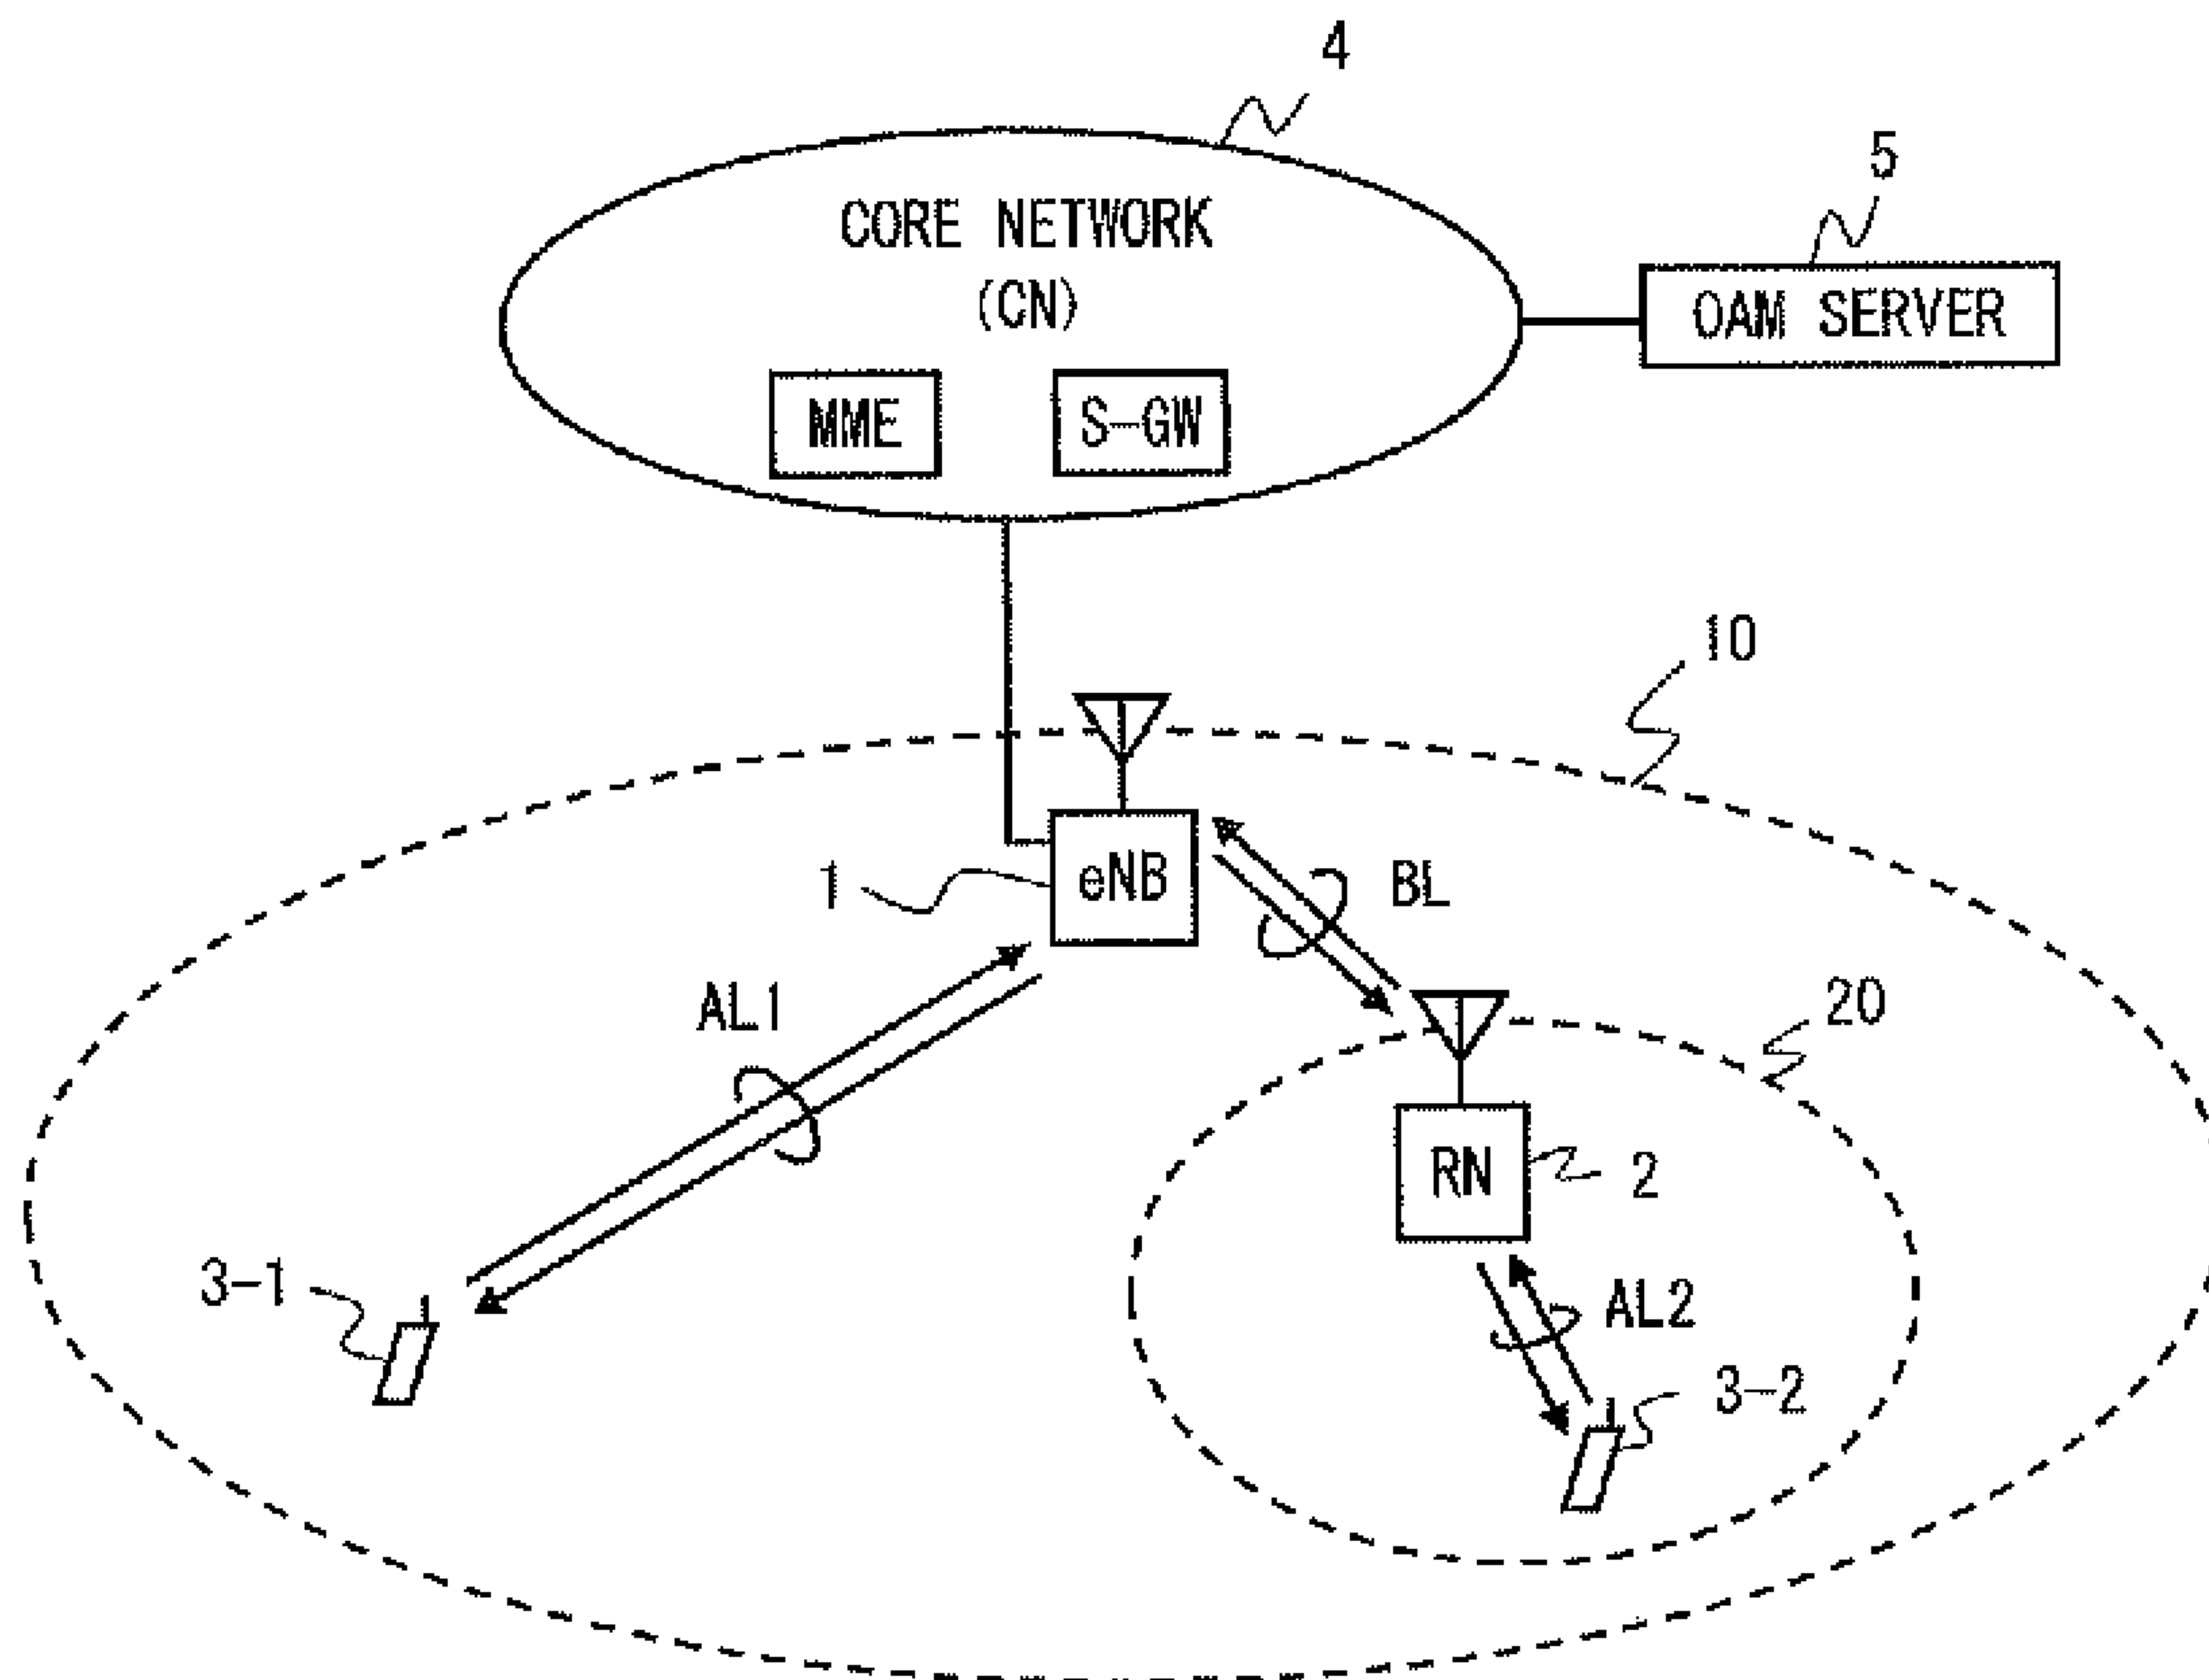 4
5
CORE NETWORK
(CN)
OAM SERVER
MME
S-GW
10
1
eNB
BL
AL1
20
RN
2
3-1
AL2
3-2